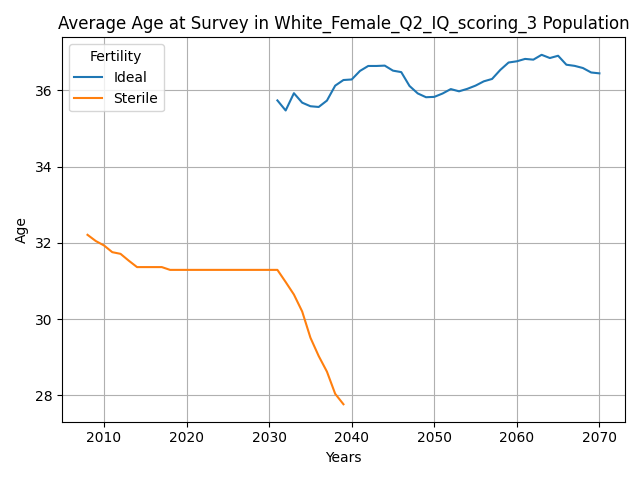 Average Age at Survey in White_Female_Q2_IQ_scoring_3 Population
Fertility
Ideal
Sterile
36
34
32
30
28
Age
2010
2020
2030
2040
2050
2060
2070
Years